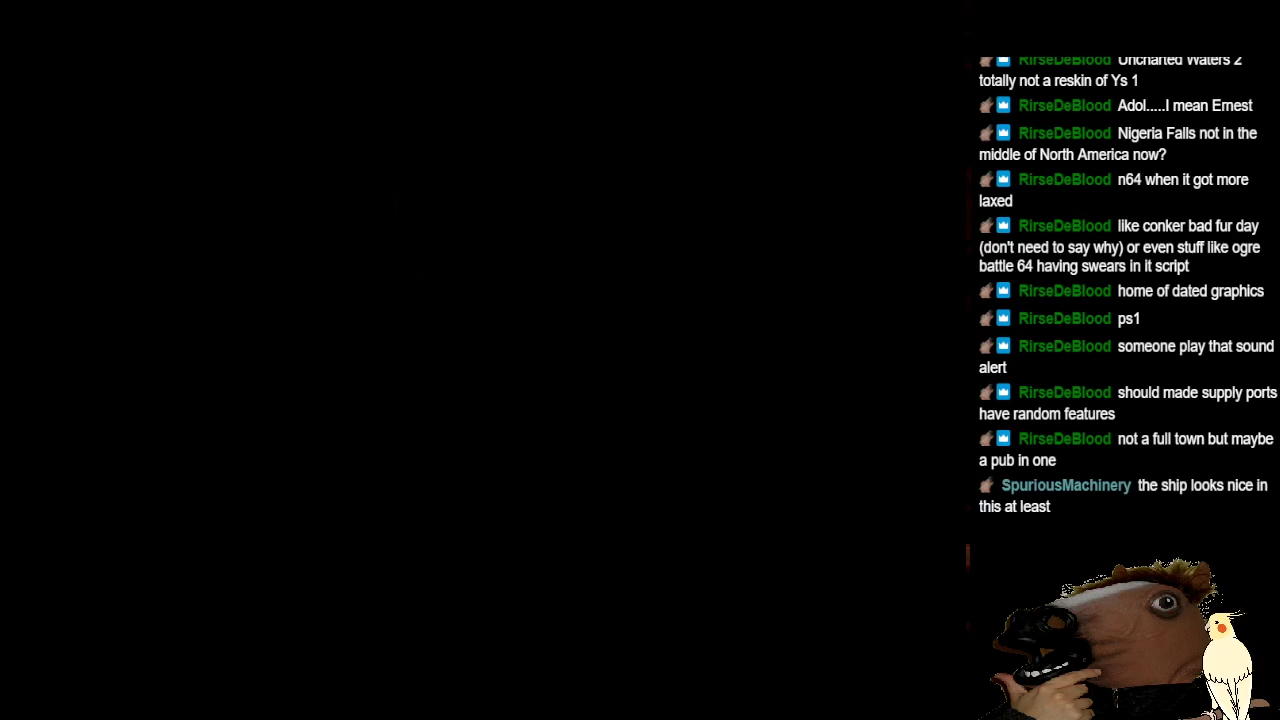 RirseDeBlood Uncharted Waters 2
totally not a reskin of Ys 1
RirseDeBlood Adol.....I mean Ernest
RirseDeBlood Nigeria Falls not in the
middle of North America now?
RirseDeBlood n64 when it got more
laxed
RirseDeBlood like conker bad fur day
(don't need to say why) or even stuff like ogre
battle 64 having swears in it script
RirseDeBlood home of dated graphics
RirseDeBlood ps1
RirseDeBlood someone play that sound
alert
RirseDeBlood should made supply ports
have random features
RirseDeBlood not a full town but maybe
a pub in one
SpuriousMachinery the ship looks nice in
this at least